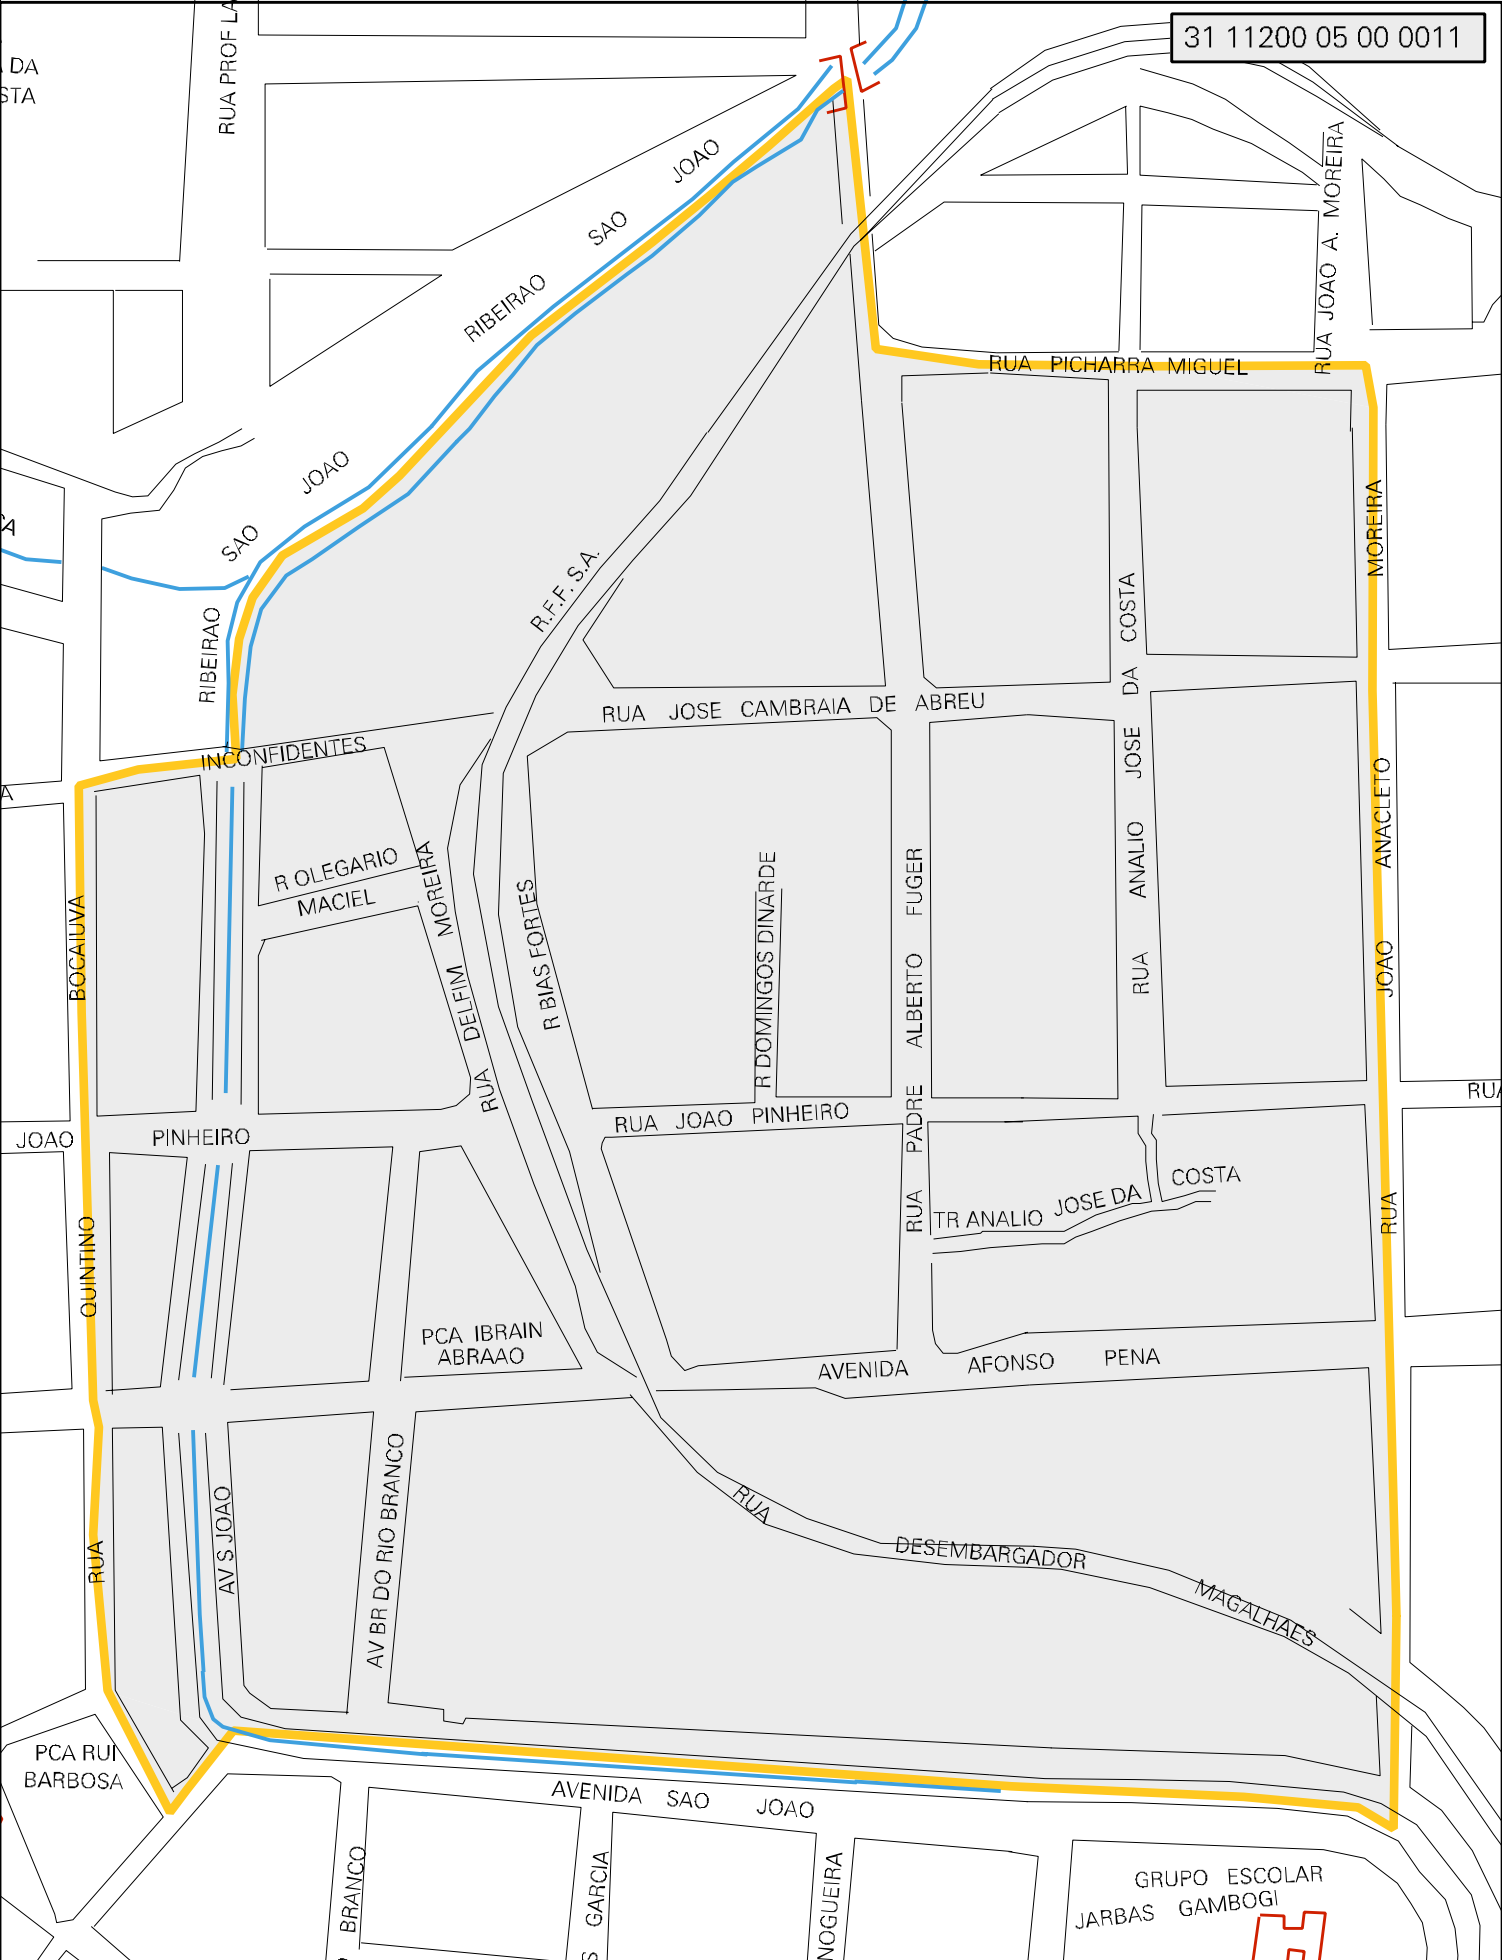 31 11200 05 00 0011
DA
STA
RUA PROF LA
RUA JOAO A. MOREIRA
RIBEIRAO SAO JOAO
RUA PICHARRA MIGUEL
RIBEIRAO SAO JOAO
R.F.F. S.A.
MOREIRA
RUA JOSE CAMBRAIA DE ABREU
INCONFIDENTES
A
R OLEGARIO
MACIEL
RUA DELFIM MOREIRA
R BIAS FORTES
R DOMINGOS DINARDE
RUA PADRE ALBERTO FUGER
RUA ANALIO JOSE DA COSTA
RUA JOAO ANACLETO
RUA QUINTINO BOCAIUVA
JOAO PINHEIRO
RUA JOAO PINHEIRO
RUA
TR ANALIO JOSE DA COSTA
PCA IBRAIN
ABRAAO
AVENIDA AFONSO PENA
AV S JOAO
AV BR DO RIO BRANCO
RUA DESEMBARGADOR MAGALHAES
PCA RUI
BARBOSA
AVENIDA SAO JOAO
BRANCO
S GARCIA
NOGUEIRA
GRUPO ESCOLAR
JARBAS GAMBOGI